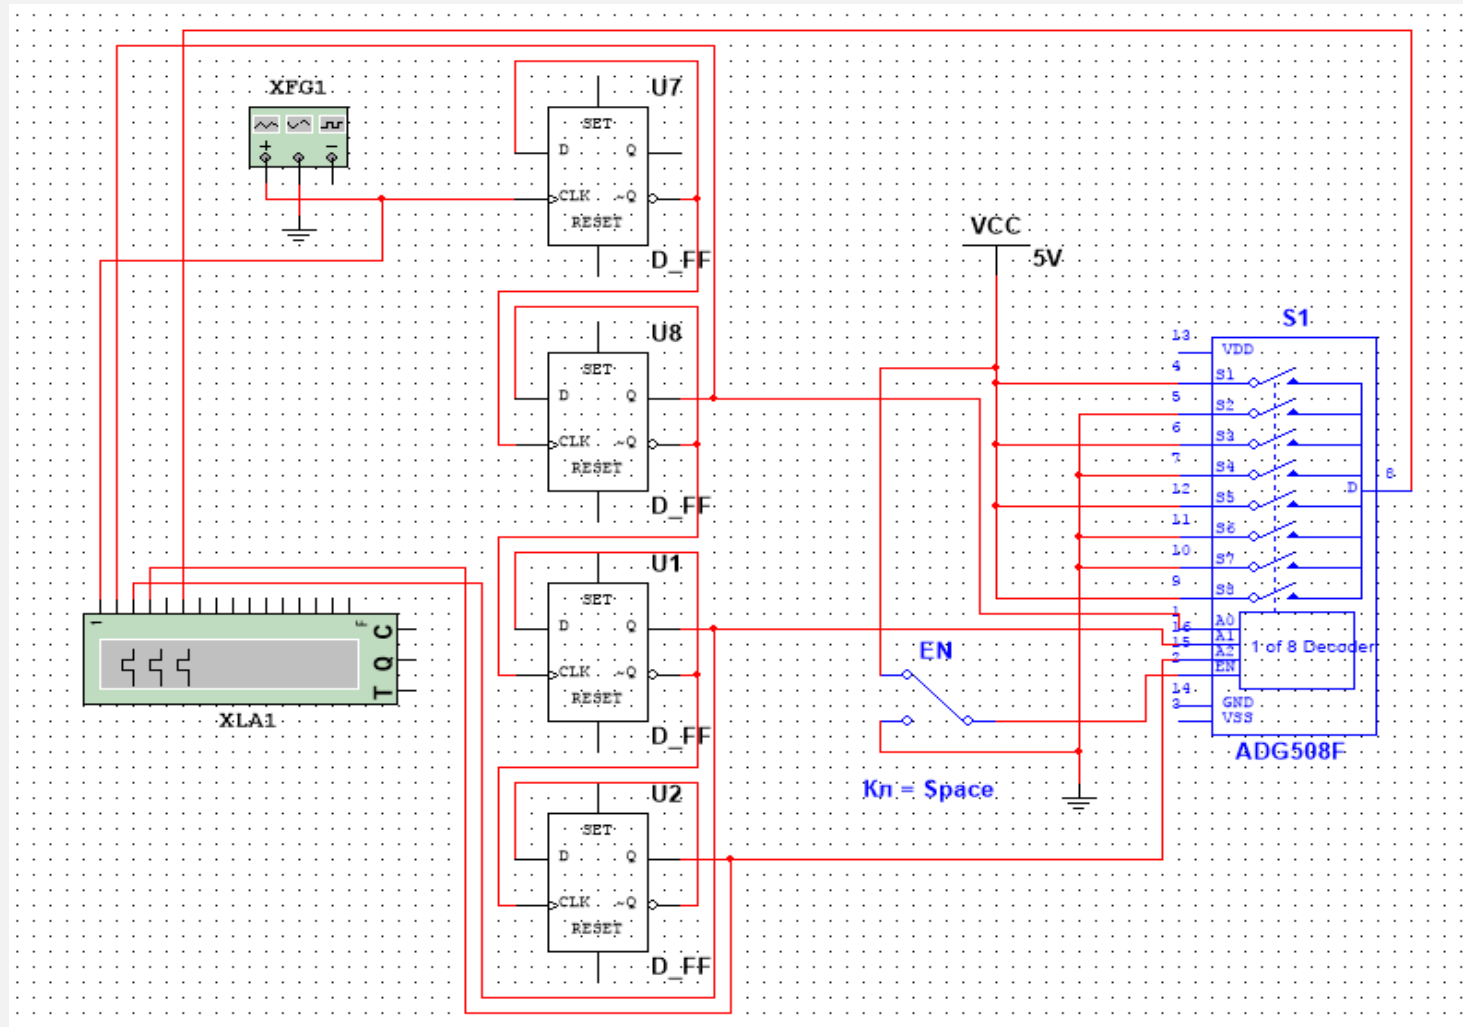 XFG1
+
−
U7
SET
D
Q
CLK
~Q
RESET
D_FF
VCC
5V
U8
SET
D
Q
CLK
~Q
RESET
D_FF
S1
13
VDD
4
S1
5
S2
6
S3
7
S4
12
S5
11
S6
10
S7
9
S8
8
D
1
A0
16
A1
15
A2
2
EN
1 of 8 Decoder
14
GND
3
VSS
ADG508F
U1
SET
D
Q
CLK
~Q
RESET
D_FF
EN
Кл = Space
1
F
C
Q
T
XLA1
U2
SET
D
Q
CLK
~Q
RESET
D_FF